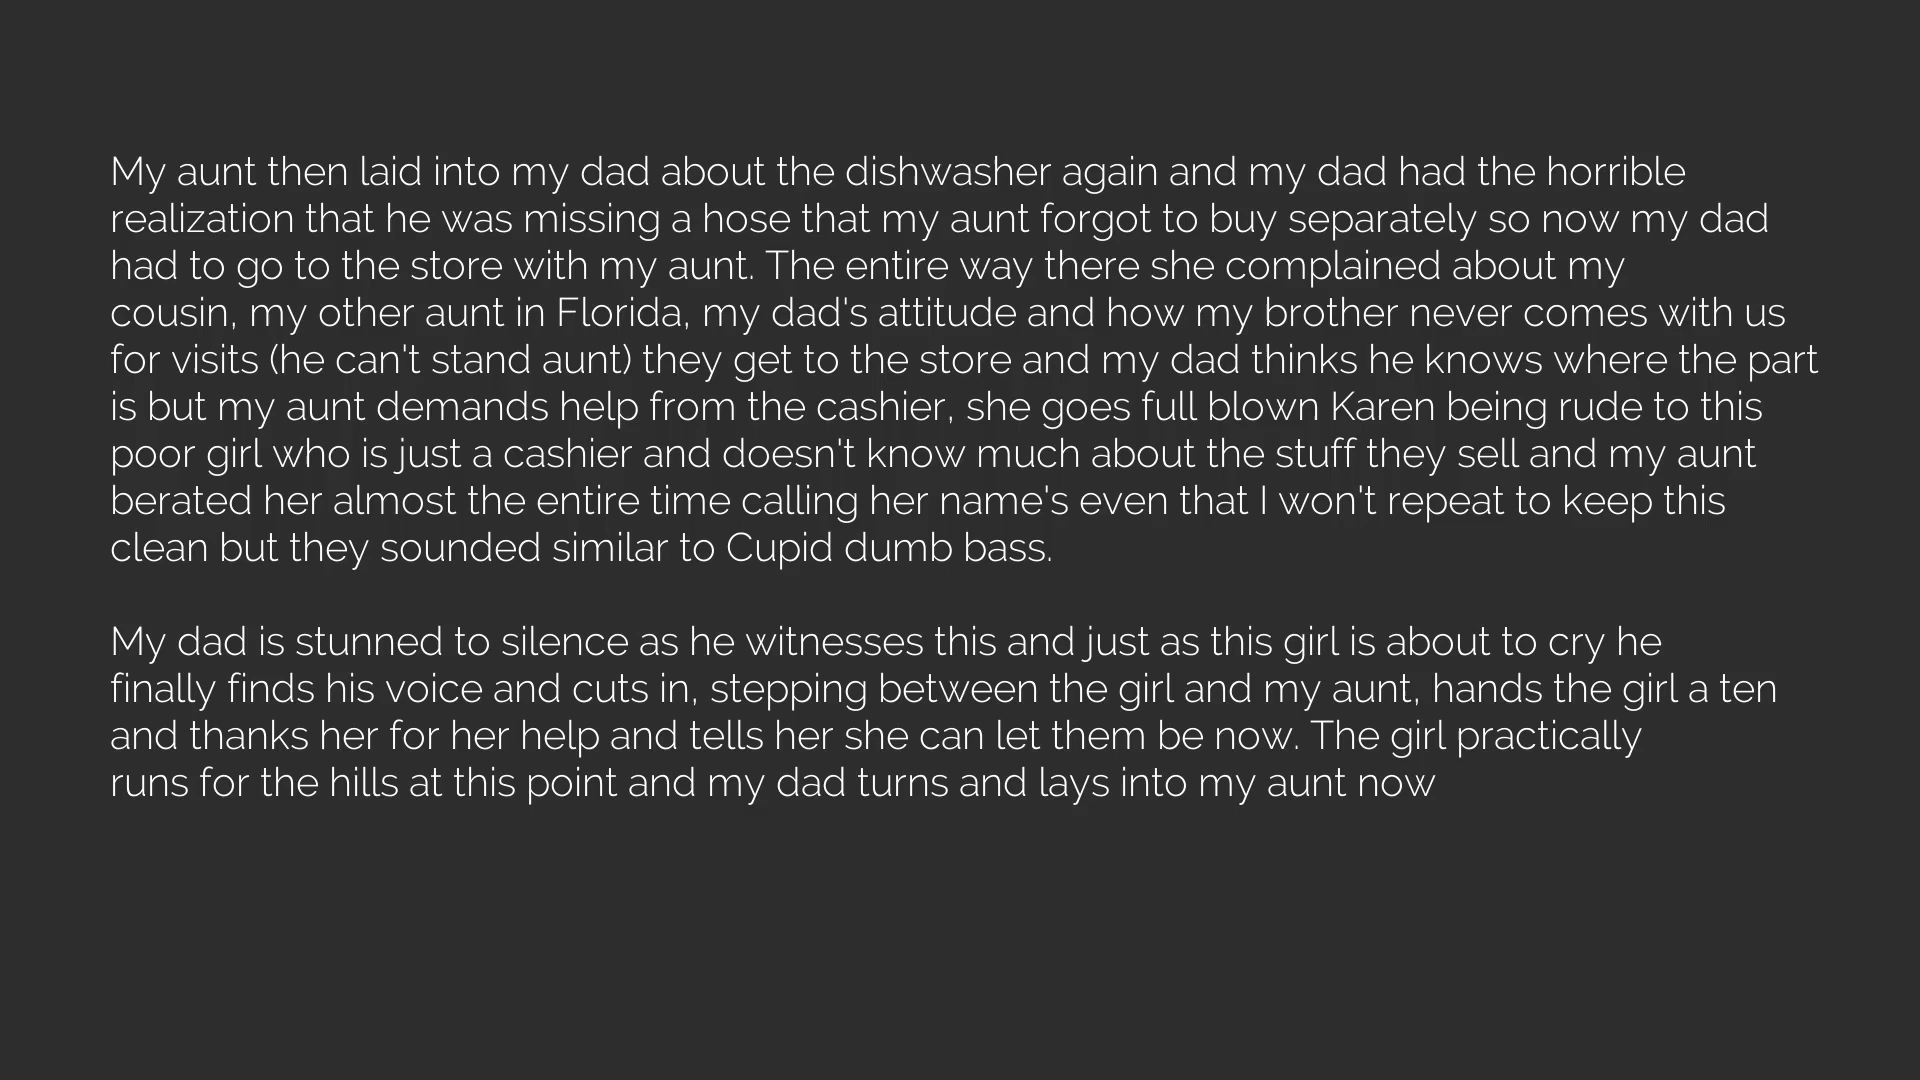 My aunt then laid into my dad about the dishwasher again and my dad had the horrible
realization that he was missing a hose that my aunt forgot to buy separately so now my dad
had to go to the store with my aunt. The entire way there she complained about my
cousin, my other aunt in Florida, my dad's attitude and how my brother never comes with us
for visits (he can't stand aunt) they get to the store and my dad thinks he knows where the part
is but my aunt demands help from the cashier, she goes full blown Karen being rude to this
poor girl who is just a cashier and doesn't know much about the stuff they sell and my aunt
berated her almost the entire time calling her name's even that I won't repeat to keep this
clean but they sounded similar to Cupid dumb bass.

My dad is stunned to silence as he witnesses this and just as this girl is about to cry he
finally finds his voice and cuts in, stepping between the girl and my aunt, hands the girl a ten
and thanks her for her help and tells her she can let them be now. The girl practically
runs for the hills at this point and my dad turns and lays into my aunt now